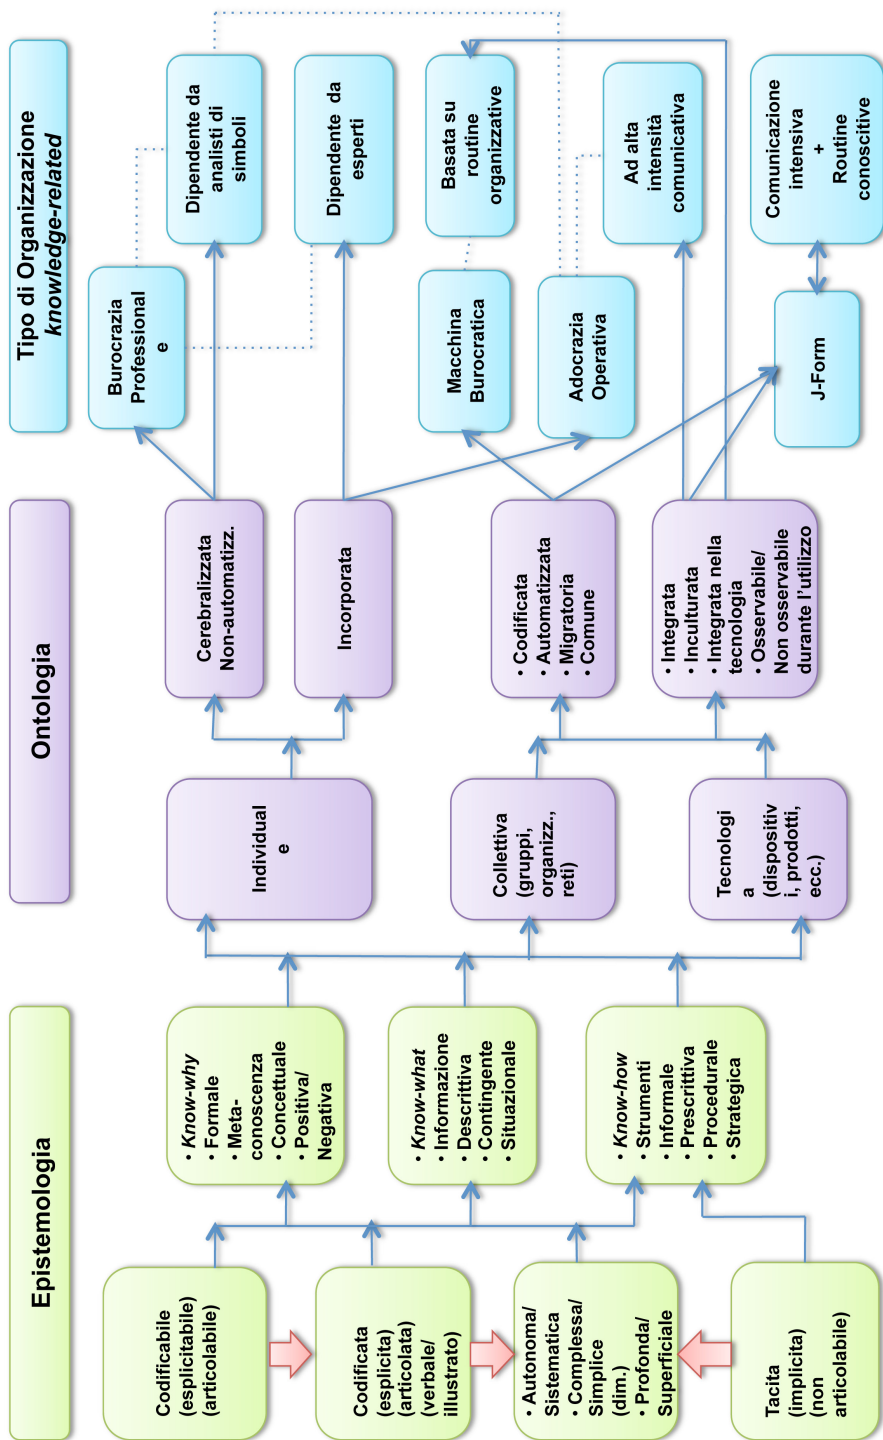 Epistemologia
Codificabile
(esplicitabile)
(articolabile)
Codificata
(esplicita)
(articolata)
(verbale/
illustrato)
• Autonoma/
Sistematica
• Complessa/
Simplice
(dim.)
• Profonda/
Superficiale
Tacita
(implicita)
(non
articolabile)
• Know-why
• Formale
• Meta-
conoscenza
• Concettuale
• Positiva/
Negativa
• Know-what
• Informazione
• Descrittiva
• Contingente
• Situazionale
• Know-how
• Strumenti
• Informale
• Prescrittiva
• Procedurale
• Strategica
Ontologia
Individual
e
Collettiva
(gruppi,
organizz.,
reti)
Tecnologi
a
(dispositiv
i, prodotti,
ecc.)
Cerebralizzata
Non-automatizz.
Incorporata
• Codificata
• Automatizzata
• Migratoria
• Comune
• Integrata
• Inculturata
• Integrata nella
tecnologia
• Osservabile/
Non osservabile
durante l'utilizzo
Tipo di Organizzazione
knowledge-related
Burocrazia
Professional
e
Macchina
Burocratica
Adocrazia
Operativa
J-Form
Dipendente da
analisti di
simboli
Dipendente da
esperti
Basata su
routine
organizzative
Ad alta
intensità
comunicativa
Comunicazione
intensiva
+
Routine
conoscitive